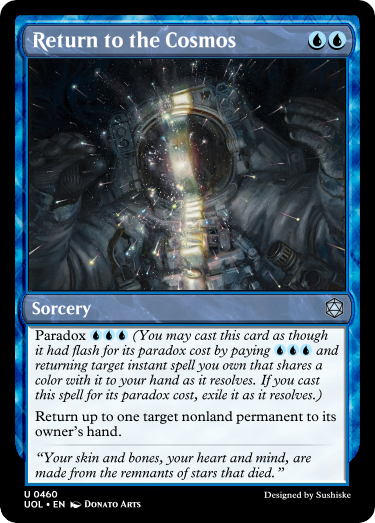 Return to the Cosmos
Sorcery
Paradox (You may cast this card as though
it had flash for its paradox cost by paying and
returning target instant spell you own that shares a
color with it to your hand as it resolves. If you cast
this spell for its paradox cost, exile it as it resolves.)
Return up to one target nonland permanent to its
owner's hand.
“Your skin and bones, your heart and mind, are
made from the remnants of stars that died.”
U 0460
UOL • EN Donato Arts
Designed by Sushiske